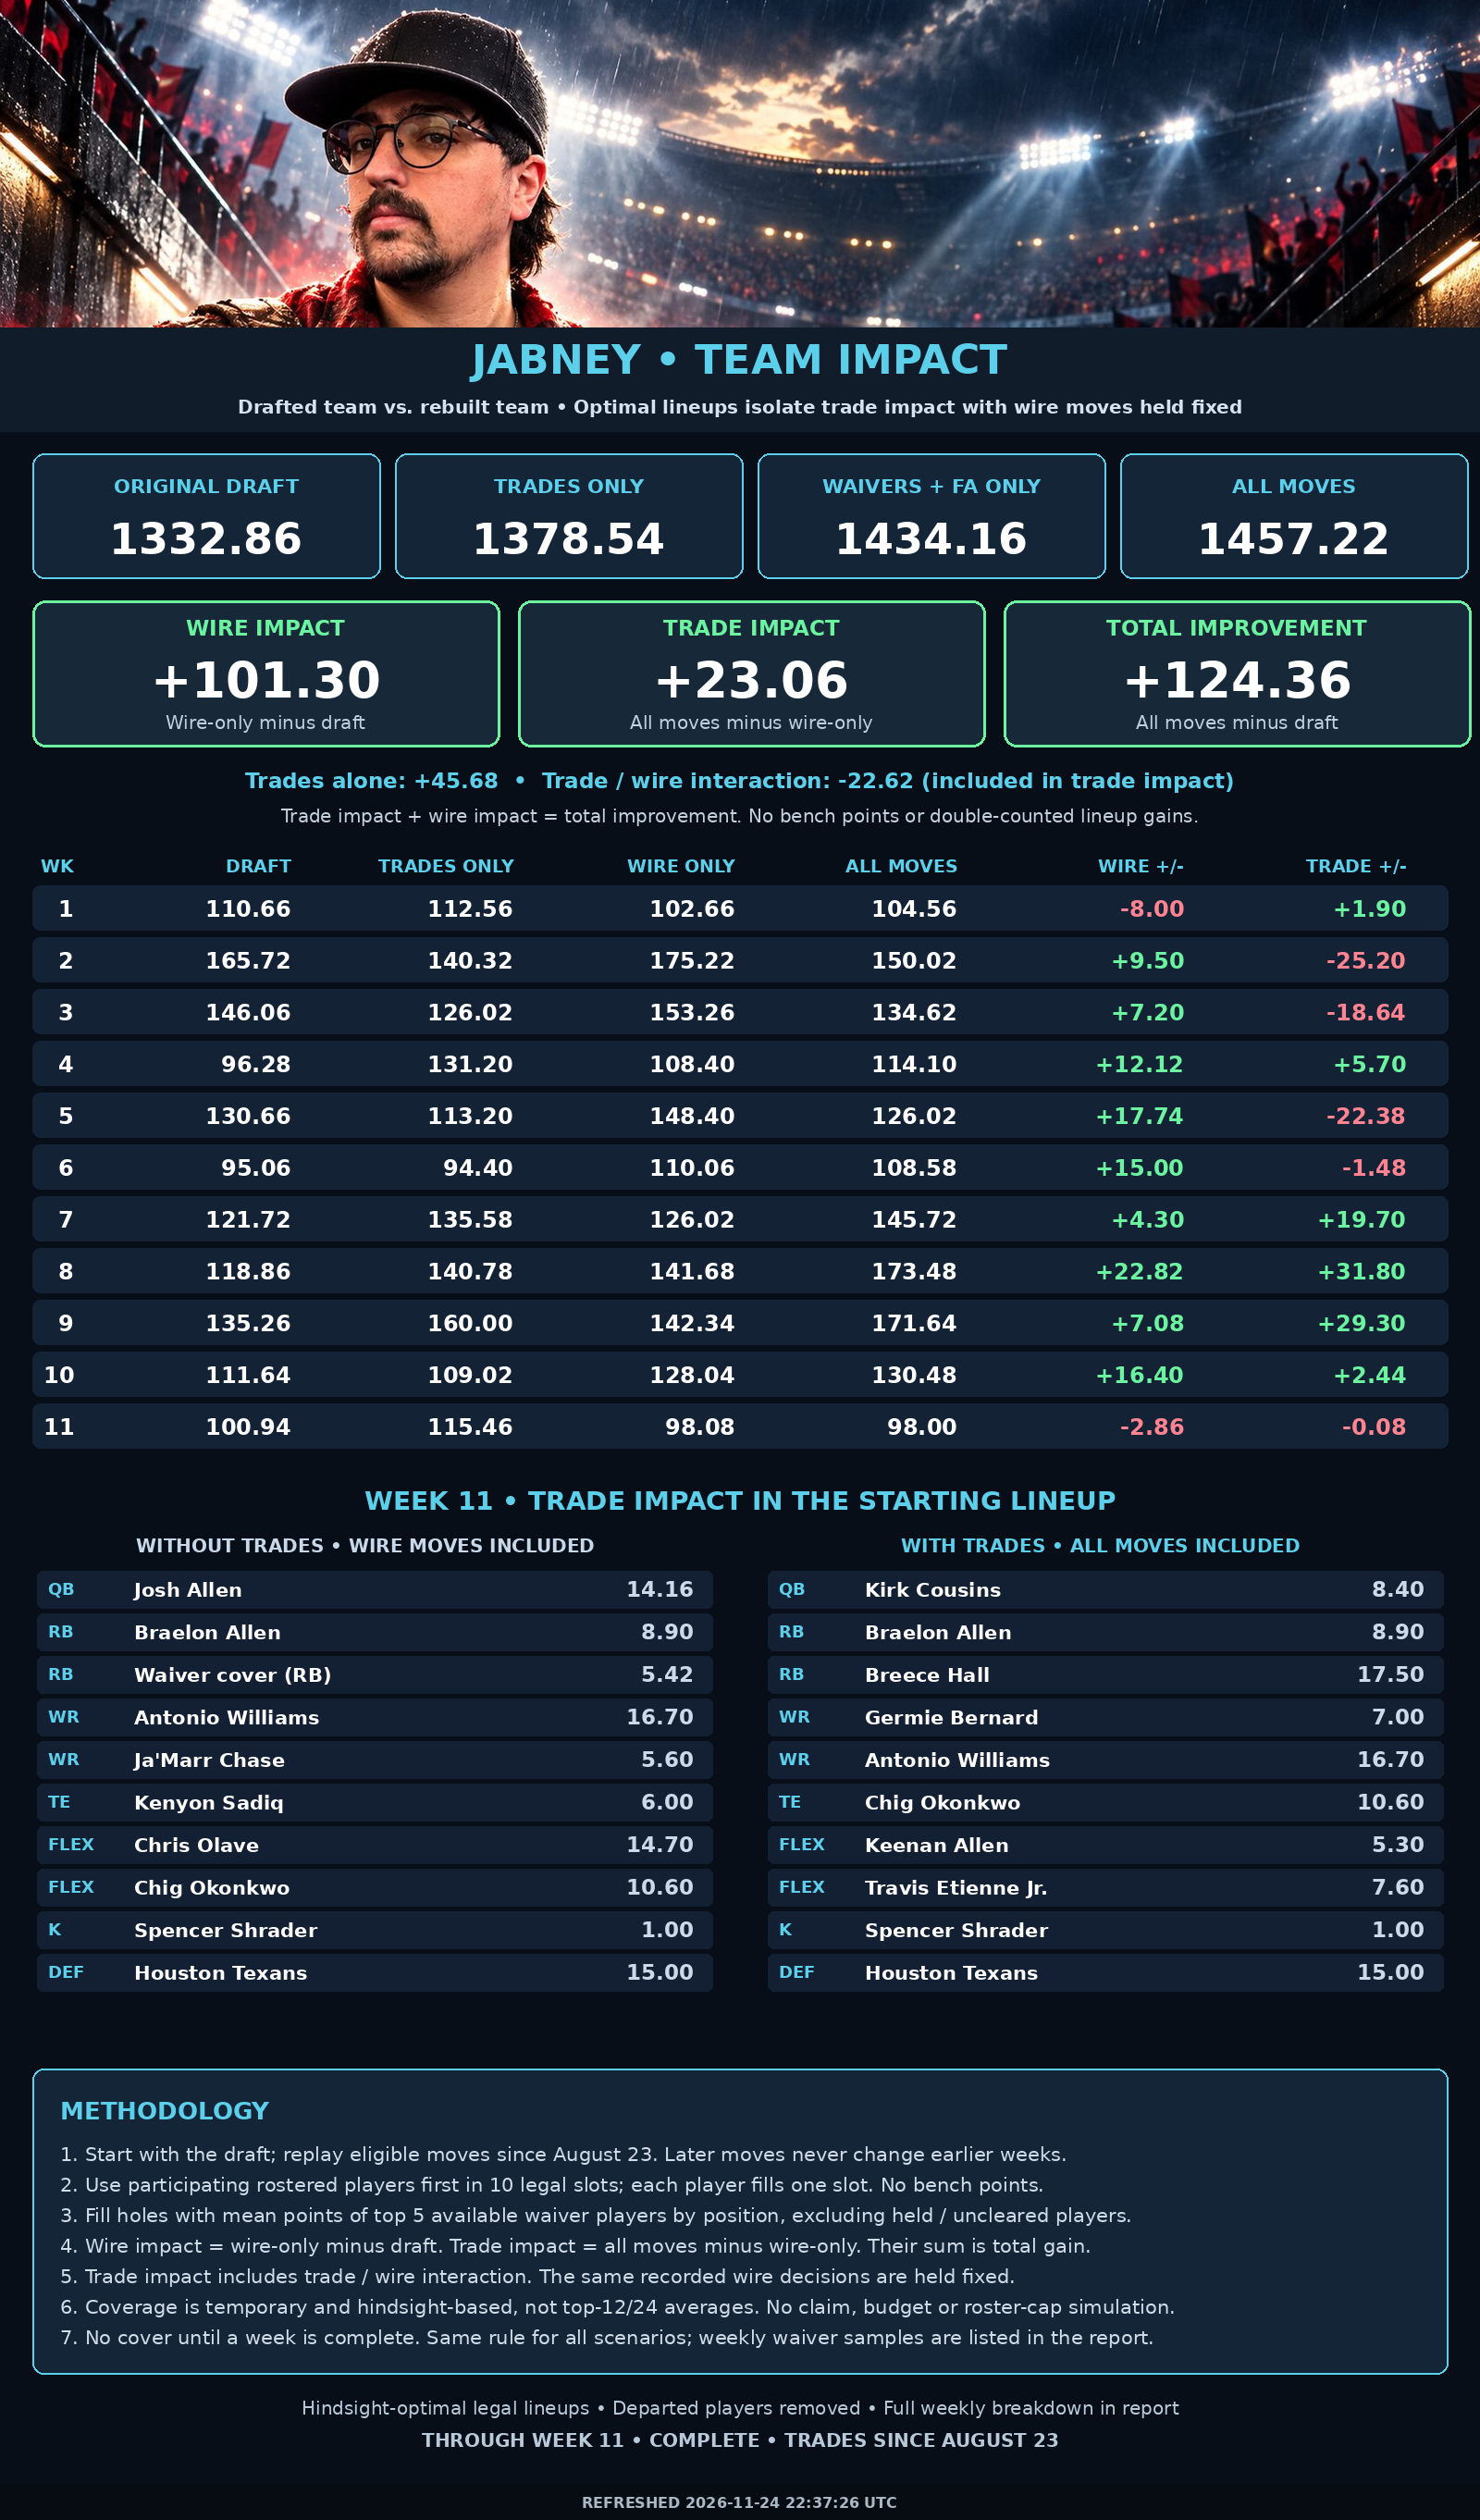 JABNEY • TEAM IMPACT
Drafted team vs. rebuilt team • Optimal lineups isolate trade impact with wire moves held fixed
ORIGINAL DRAFT TRADES ONLY WAIVERS + FA ONLY ALL MOVES
1332.86 1378.54 1434.16 1457.22
WIRE IMPACT TRADE IMPACT TOTAL IMPROVEMENT
+101.30 +23.06 +124.36
Wire-only minus draft All moves minus wire-only All moves minus draft
Trades alone: +45.68 • Trade / wire interaction: -22.62 (included in trade impact)
Trade impact + wire impact = total improvement. No bench points or double-counted lineup gains.
WK DRAFT TRADES ONLY WIRE ONLY ALL MOVES WIRE +/- TRADE +/-
1 110.66 112.56 102.66 104.56 -8.00 +1.90
2 165.72 140.32 175.22 150.02 +9.50 -25.20
3 146.06 126.02 153.26 134.62 +7.20 -18.64
4 96.28 131.20 108.40 114.10 +12.12 +5.70
5 130.66 113.20 148.40 126.02 +17.74 -22.38
6 95.06 94.40 110.06 108.58 +15.00 -1.48
7 121.72 135.58 126.02 145.72 +4.30 +19.70
8 118.86 140.78 141.68 173.48 +22.82 +31.80
9 135.26 160.00 142.34 171.64 +7.08 +29.30
10 111.64 109.02 128.04 130.48 +16.40 +2.44
11 100.94 115.46 98.08 98.00 -2.86 -0.08
WEEK 11 • TRADE IMPACT IN THE STARTING LINEUP
WITHOUT TRADES • WIRE MOVES INCLUDED WITH TRADES • ALL MOVES INCLUDED
QB Josh Allen 14.16 QB Kirk Cousins 8.40
RB Braelon Allen 8.90 RB Braelon Allen 8.90
RB Waiver cover (RB) 5.42 RB Breece Hall 17.50
WR Antonio Williams 16.70 WR Germie Bernard 7.00
WR Ja'Marr Chase 5.60 WR Antonio Williams 16.70
TE Kenyon Sadiq 6.00 TE Chig Okonkwo 10.60
FLEX Chris Olave 14.70 FLEX Keenan Allen 5.30
FLEX Chig Okonkwo 10.60 FLEX Travis Etienne Jr. 7.60
K Spencer Shrader 1.00 K Spencer Shrader 1.00
DEF Houston Texans 15.00 DEF Houston Texans 15.00
METHODOLOGY
1. Start with the draft; replay eligible moves since August 23. Later moves never change earlier weeks.
2. Use participating rostered players first in 10 legal slots; each player fills one slot. No bench points.
3. Fill holes with mean points of top 5 available waiver players by position, excluding held / uncleared players.
4. Wire impact = wire-only minus draft. Trade impact = all moves minus wire-only. Their sum is total gain.
5. Trade impact includes trade / wire interaction. The same recorded wire decisions are held fixed.
6. Coverage is temporary and hindsight-based, not top-12/24 averages. No claim, budget or roster-cap simulation.
7. No cover until a week is complete. Same rule for all scenarios; weekly waiver samples are listed in the report.
Hindsight-optimal legal lineups • Departed players removed • Full weekly breakdown in report
THROUGH WEEK 11 • COMPLETE • TRADES SINCE AUGUST 23
REFRESHED 2026-11-24 22:37:26 UTC